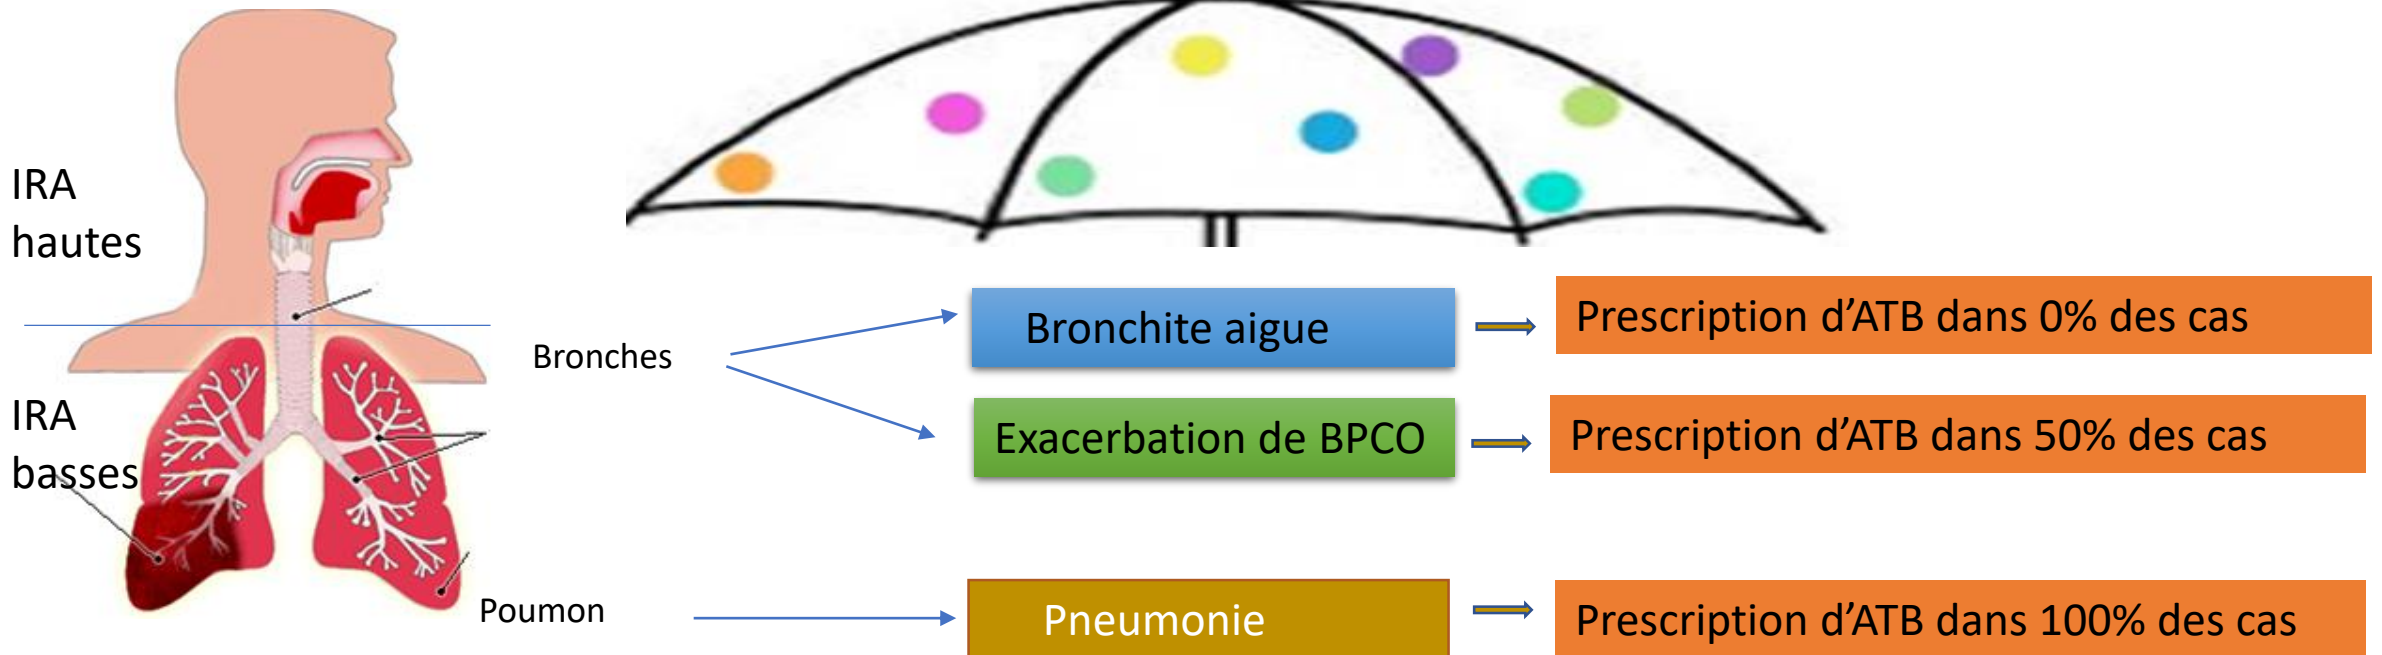 IRA
hautes
IRA
basses
Bronches
Bronchite aigue
Prescription d’ATB dans 0% des cas
Exacerbation de BPCO
Prescription d’ATB dans 50% des cas
Poumon
Pneumonie
Prescription d’ATB dans 100% des cas